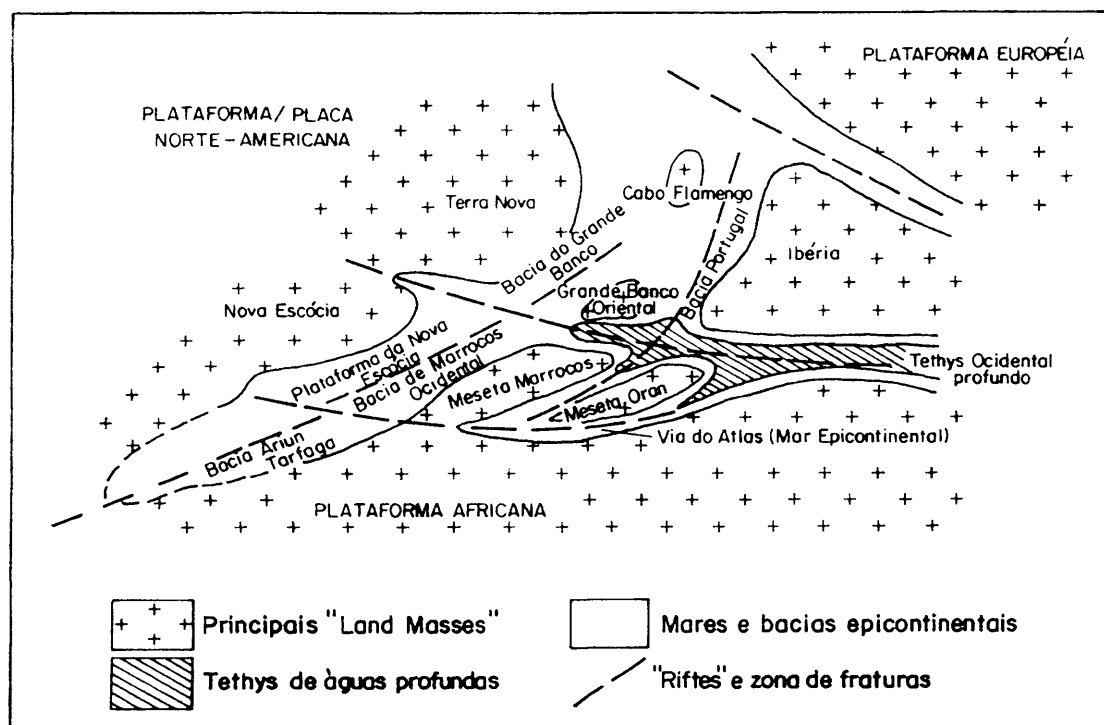 PLATAFORMA EUROPÉIA
PLATAFORMA/ PLACA
NORTE-AMERICANA
Cabo Flamengo
Terra Nova
Bacia do Grande
Banco
Bacia Portugal
Ibéria
Grande Banco
Oriental
Nova Escócia
Plataforma da Nova
Escócia
Bacia de Marrocos
Ocidental
Meseta Marrocos
Meseta Oran
Tethys Ocidental
profundo
Via do Atlas (Mar Epicontinental)
Bacia Ariun
Tarfaga
PLATAFORMA AFRICANA
Principais "Land Masses"
Mares e bacias epicontinentais
Tethys de àguas profundas
"Riftes" e zona de fraturas